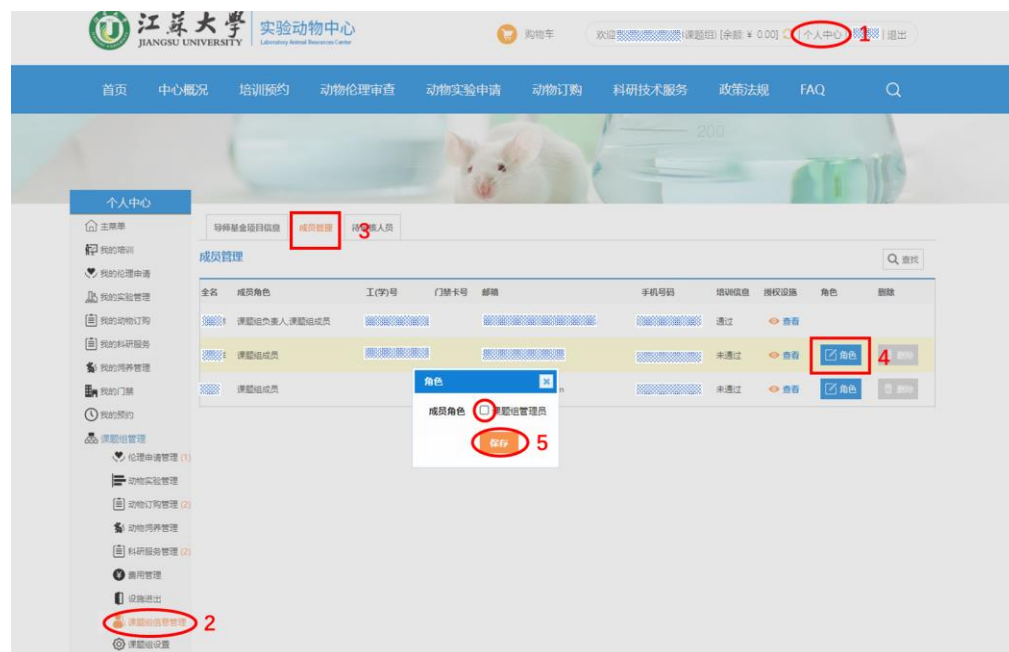 江苏大学
JIANGSU UNIVERSITY
实验动物中心
Laboratory Animal Resources Center
购物车
欢迎 课题组) [余额: ¥ 0.00] | 个人中心 | 退出
1
首页 中心概况 培训预约 动物伦理审查 动物实验申请 动物订购 科研技术服务 政策法规 FAQ
200
个人中心
主菜单
我的培训
我的伦理申请
我的实验管理
我的动物订购
我的科研服务
我的饲养管理
我的门禁
我的预约
课题组管理
伦理申请管理 (1)
动物实验管理
动物订购管理 (2)
动物饲养管理
科研服务管理 (2)
费用管理
设施进出
课题组信息管理 2
课题组设置
导师基金项目信息 成员管理 3 人员
成员管理 查找
全名 成员角色 工(学)号 门禁卡号 邮箱 手机号码 培训信息 授权设施 角色 删除
课题组负责人,课题组成员 通过 查看
课题组成员 未通过 查看 角色 4 删除
课题组成员 n 未通过 查看 角色 删除
角色 ×
成员角色 课题组管理员
保存 5